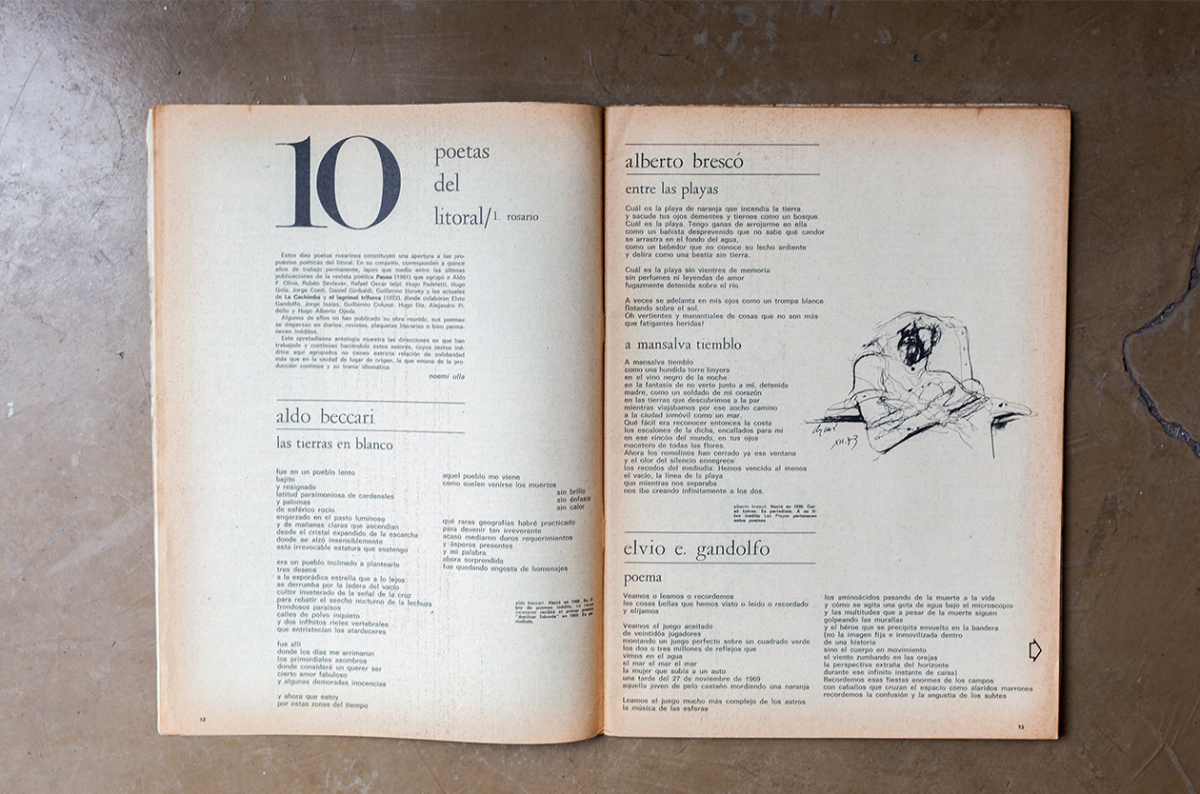 10
poetas
del
litoral/1. rosario
Estos diez poetas rosarinos constituyen una apertura a las pro-
puestas poéticas del litoral. En su conjunto, corresponden a quince
años de trabajo permanente, lapso que media entre las últimas
publicaciones de la revista poética Pausa (1961) que agrupó a Aldo
F. Oliva, Rubén Sevlever, Rafael Oscar Ielpi, Hugo Padeletti, Hugo
Gola, Jorge Conti, Daniel Giribaldi, Guillermo Harvey y las actuales
de La Cachimba y el lagrimal trifurca (1973), donde colaboran Elvio
Gandolfo, Jorge Isaías, Guillermo Colussi, Hugo Diz, Alejandro Pi-
dello y Hugo Alberto Ojeda.
Algunos de ellos no han publicado su obra reunida, sus poemas
se dispersan en diarios, revistas, plaquetas literarias o bien perma-
necen inéditos.
Esta apretadísima antología muestra las direcciones en que han
trabajado y continúan haciéndolo estos autores, cuyos textos iné-
ditos aquí agrupados no tienen estricta relación de solidaridad
más que en la unidad de lugar de origen, la que emana de la pro-
ducción continua y su trama idiomática.
noemí ulla
aldo beccari
las tierras en blanco
fue en un pueblo lento
bajito
y resignado
latitud parsimoniosa de cardenales
y palomas
de esférico rocío
engarzado en el pasto luminoso
y de mañanas claras que ascendían
desde el cristal expandido de la escarcha
donde se alzó insensiblemente
esta irrevocable estatura que sostengo
era un pueblo inclinado a plantearle
tres deseos
a la esporádica estrella que a lo lejos
se derrumba por la ladera del vacío
cultor investerado de la señal de la cruz
para rebatir el asecho nocturno de la lechuza
frondosos paraísos
calles de polvo inquieto
y dos infinitos rieles vertebrales
que entristecían los atardeceres
fue allí
donde los días me arrimaron
los primordiales asombros
donde consideré un querer ser
cierto amor fabuloso
y algunas demoradas inocencias
y ahora que estoy
por estas zonas del tiempo
aquel pueblo me viene
como suelen venirse los muertos
sin brillo
sin énfasis
sin calor
qué raras geografías habré practicado
para devenir tan irreverente
acaso mediaron duros requerimientos
y ásperos presentes
y mi palabra
ahora sorprendida
fue quedando angosta de homenajes
aldo beccari. Nació en
12
alberto brescó
entre las playas
Cuál es la playa de naranja que incendia la tierra
y sacude tus ojos dementes y tiernos como un bosque.
Cuál es la playa. Tengo ganas de arrojarme en ella
como un bañista desprevenido que no sabe qué candor
se arrastra en el fondo del agua,
como un bebedor que no conoce su lecho ardiente
y delira como una bestia sin tierra.
Cuál es la playa sin vientres de memoria
sin perfumes ni leyendas de amor
fugazmente detenida sobre el río.
A veces se adelanta en mis ojos como un trompa blanca
flotando sobre el sol.
Oh vertientes y manantiales de cosas que no son más
que fatigantes heridas!
a mansalva tiemblo
A mansalva tiemblo
como una hundida torre linyera
en el vino negro de la noche
en la fantasía de no verte junto a mí, detenida
madre, como un soldado de mi corazón
en las tierras que descubrimos a la par
mientras viajábamos por ese ancho camino
a la ciudad inmóvil como un mar.
Qué fácil era reconocer entonces la costa
los escalones de la dicha, encallados para mí
en ese rincón del mundo, en tus ojos
macetero de todas las flores.
Ahora los remolinos han cerrado ya esa ventana
y el olor del silencio ennegrece
los recodos del mediodía. Hemos vencido al menos
el vacío, la línea de la playa
que mientras nos separaba
nos iba creando infinitamente a los dos.
XII.73
alberto brescó. Nació en 1939. Cur-
só Letras. Es periodista. A su li-
bro inédito Las Playas pertenecen
estos poemas
elvio e. gandolfo
poema
Veamos o leamos o recordemos
las cosas bellas que hemos visto o leído o recordado
y elijamos
Veamos el juego aceitado
de veintidós jugadores
montando un juego perfecto sobre un cuadrado verde
los dos o tres millones de reflejos que
vimos en el agua
el mar el mar el mar
la mujer que subía a un auto
una tarde del 27 de noviembre de 1969
aquella joven de pelo castaño mordiendo una naranja
Leamos el juego mucho más complejo de los astros
la música de las esferas
los aminoácidos pasando de la muerte a la vida
y cómo se agita una gota de agua bajo el microscopio
y las multitudes que a pesar de la muerte siguen
golpeando las murallas
y el héroe que se precipita envuelto en la bandera
(no la imagen fija e inmovilizada dentro
de una historia
sino el cuerpo en movimiento
el viento zumbando en las orejas
la perspectiva extraña del horizonte
durante ese infinito instante de caísa)
Recordemos esas fiestas enormes de los campos
con caballos que cruzan el espacio como alaridos marrones
recordemos la confusión y la angustia de los subtes
13